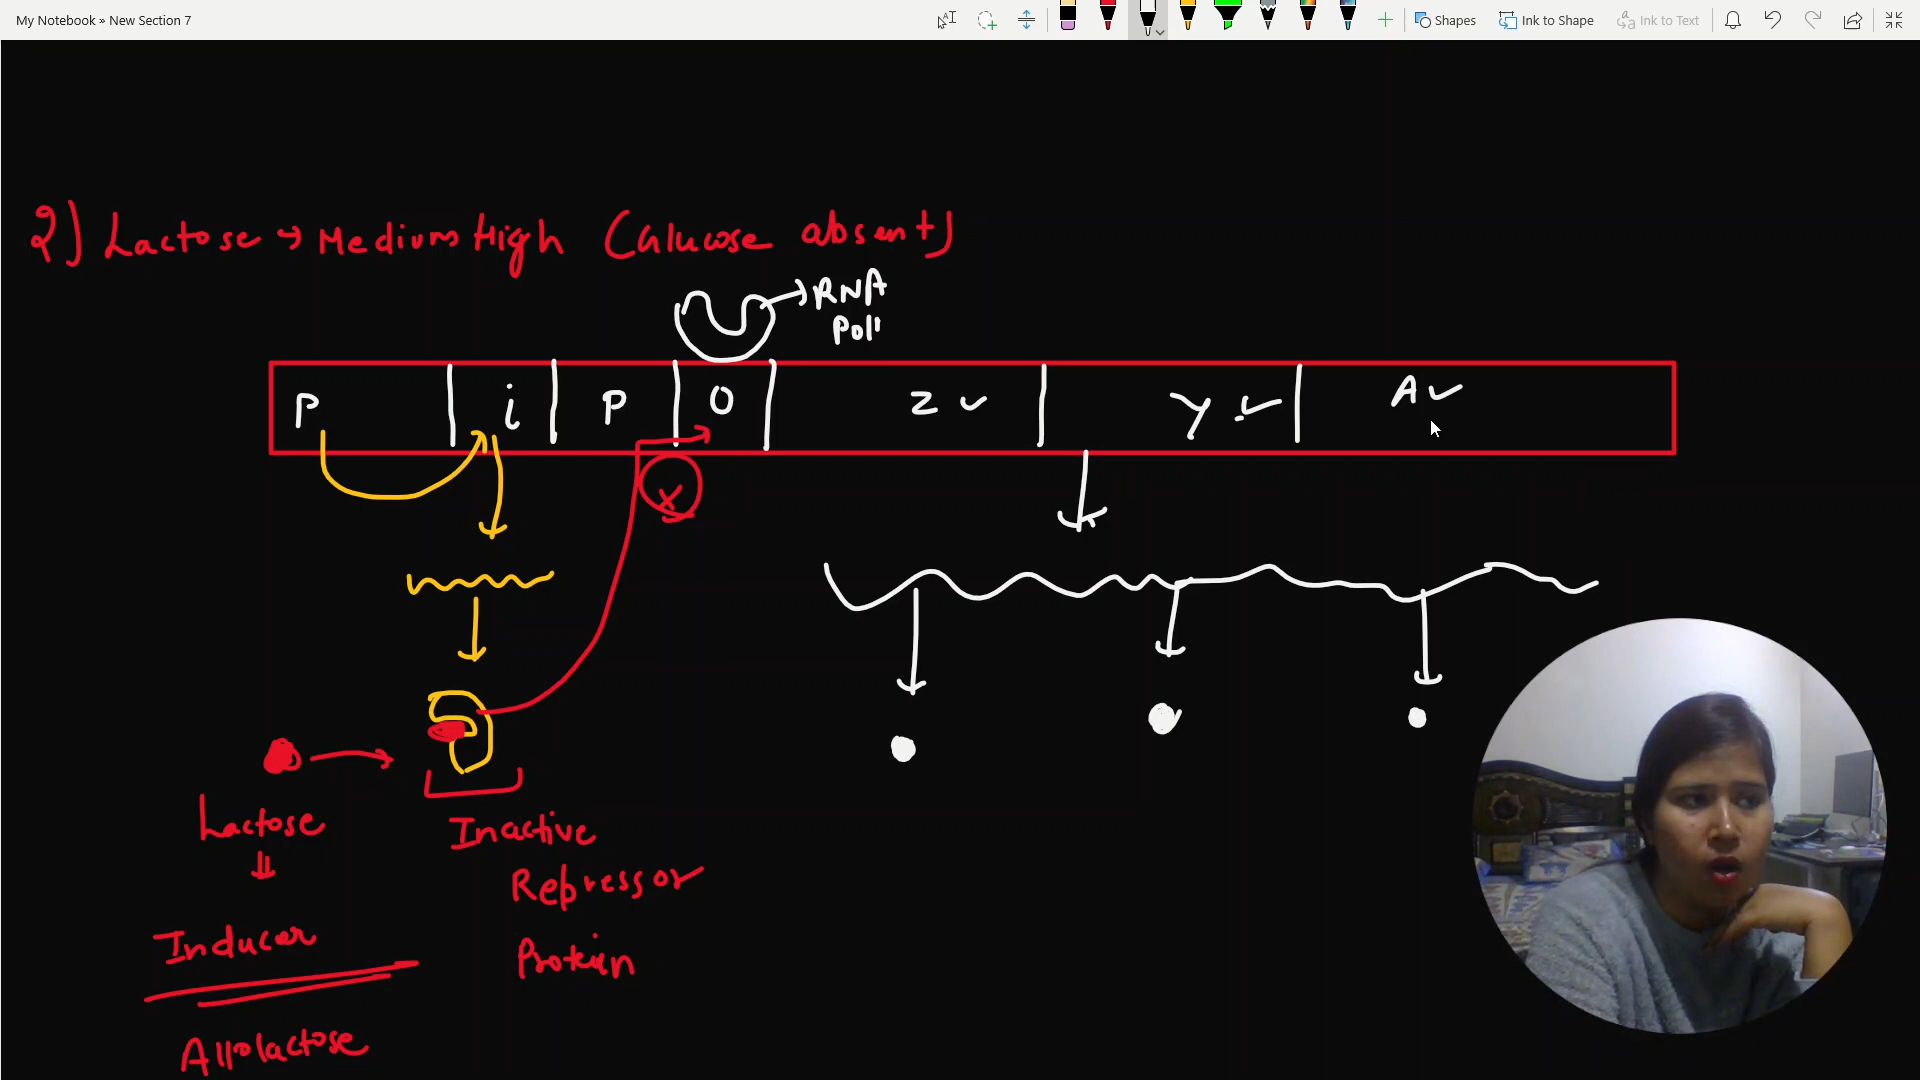 My Notebook » New Section 7
Shapes Ink to Shape Ink to Text
2) Lactose → Medium High (Glucose absent)
→ RNA
Poly
P i P O Z ✓ y ✓ A ✓
X
Lactose
Inactive
Repressor
Inducer
Protein
Allolactose